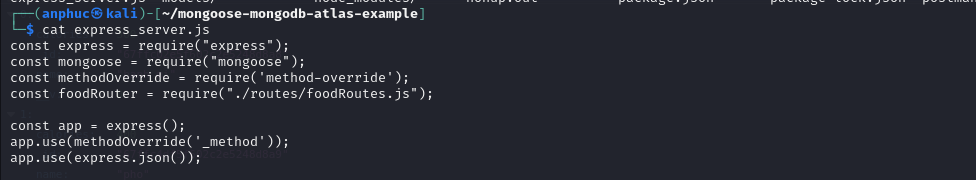 ┌──(anphuc㉿kali)-[~/mongoose-mongodb-atlas-example]
└─$ cat express_server.js
const express = require("express");
const mongoose = require("mongoose");
const methodOverride = require('method-override');
const foodRouter = require("./routes/foodRoutes.js");
const app = express();
app.use(methodOverride('_method'));
app.use(express.json());